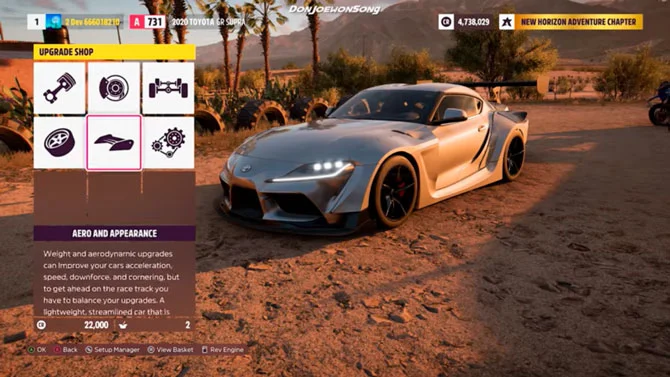 DonJoewonSong
1 2 Dev 666018210 A 731 2020 TOYOTA GR SUPRA CR 4,738,029 NEW HORIZON ADVENTURE CHAPTER
UPGRADE SHOP
AERO AND APPEARANCE
Weight and aerodynamic upgrades
can improve your cars acceleration,
speed, downforce, and cornering, but
to get ahead on the race track you
have to balance your upgrades. A
lightweight, streamlined car that is
CR 22,000 2
A OK B Back Setup Manager View Basket Rev Engine